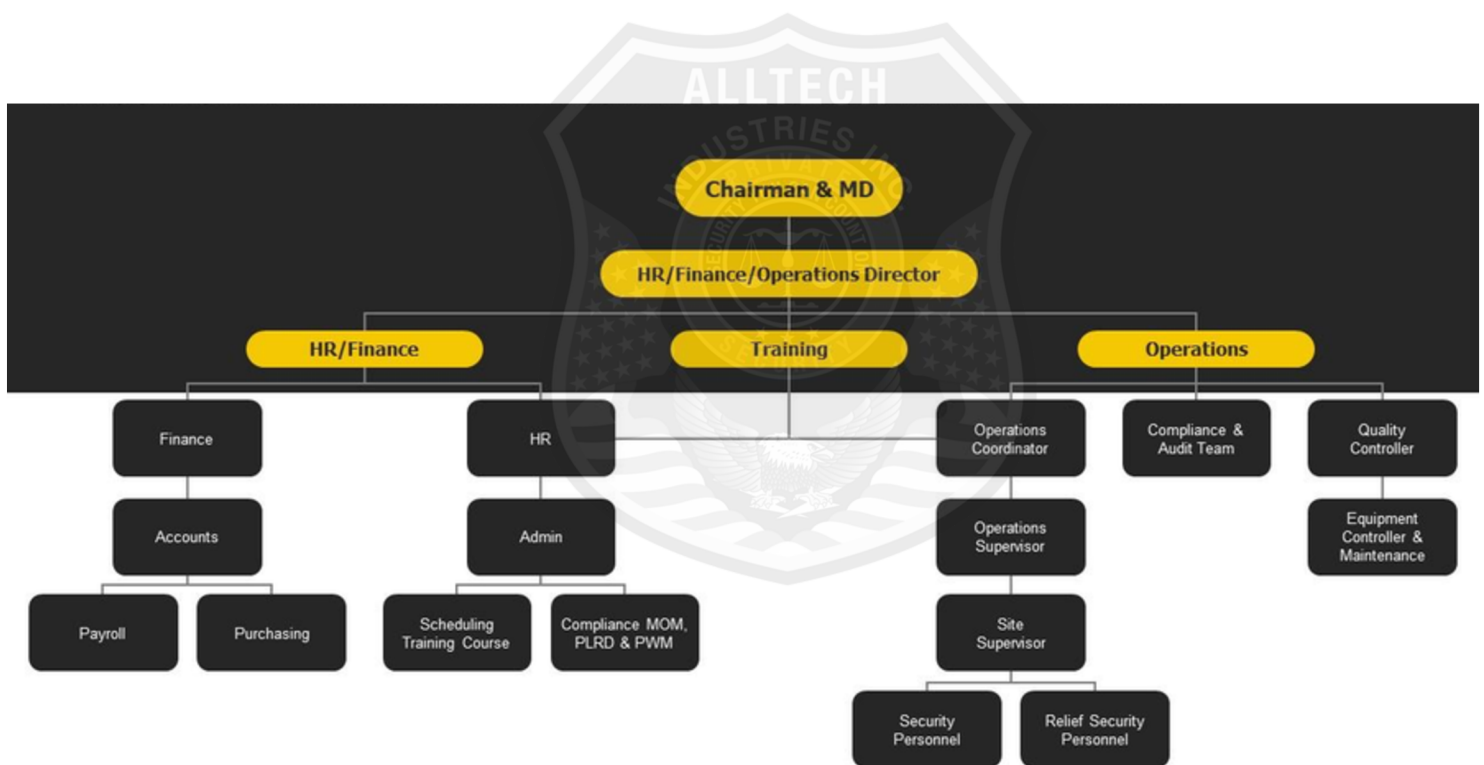 ALLTECH
INDUSTRIES INC.
PRIVATE
Chairman & MD
HR/Finance/Operations Director
SECURITY
HR/Finance
Training
Operations
Finance
HR
Operations
Coordinator
Compliance &
Audit Team
Quality
Controller
Accounts
Admin
Operations
Supervisor
Equipment
Controller &
Maintenance
Payroll
Purchasing
Scheduling
Training Course
Compliance MOM,
PLRD & PWM
Site
Supervisor
Security
Personnel
Relief Security
Personnel